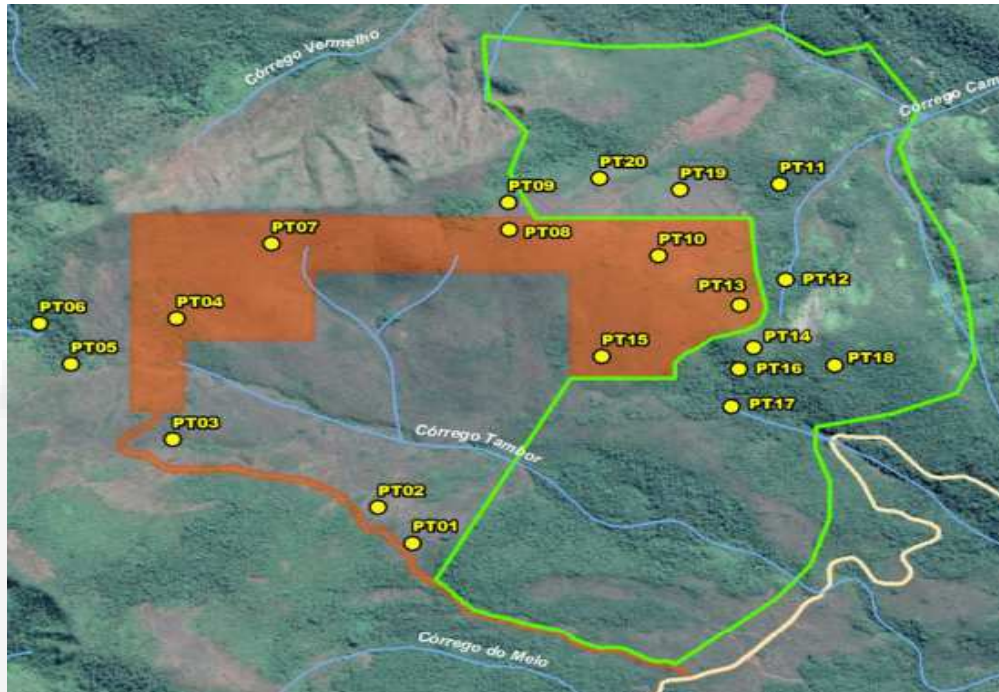 Córrego Vermelho
Córrego Cam
PT20
PT19
PT11
PT09
PT08
PT07
PT10
PT12
PT13
PT06
PT04
PT05
PT15
PT14
PT16
PT18
PT17
PT03
Córrego Tambor
PT02
PT01
Córrego do Melo